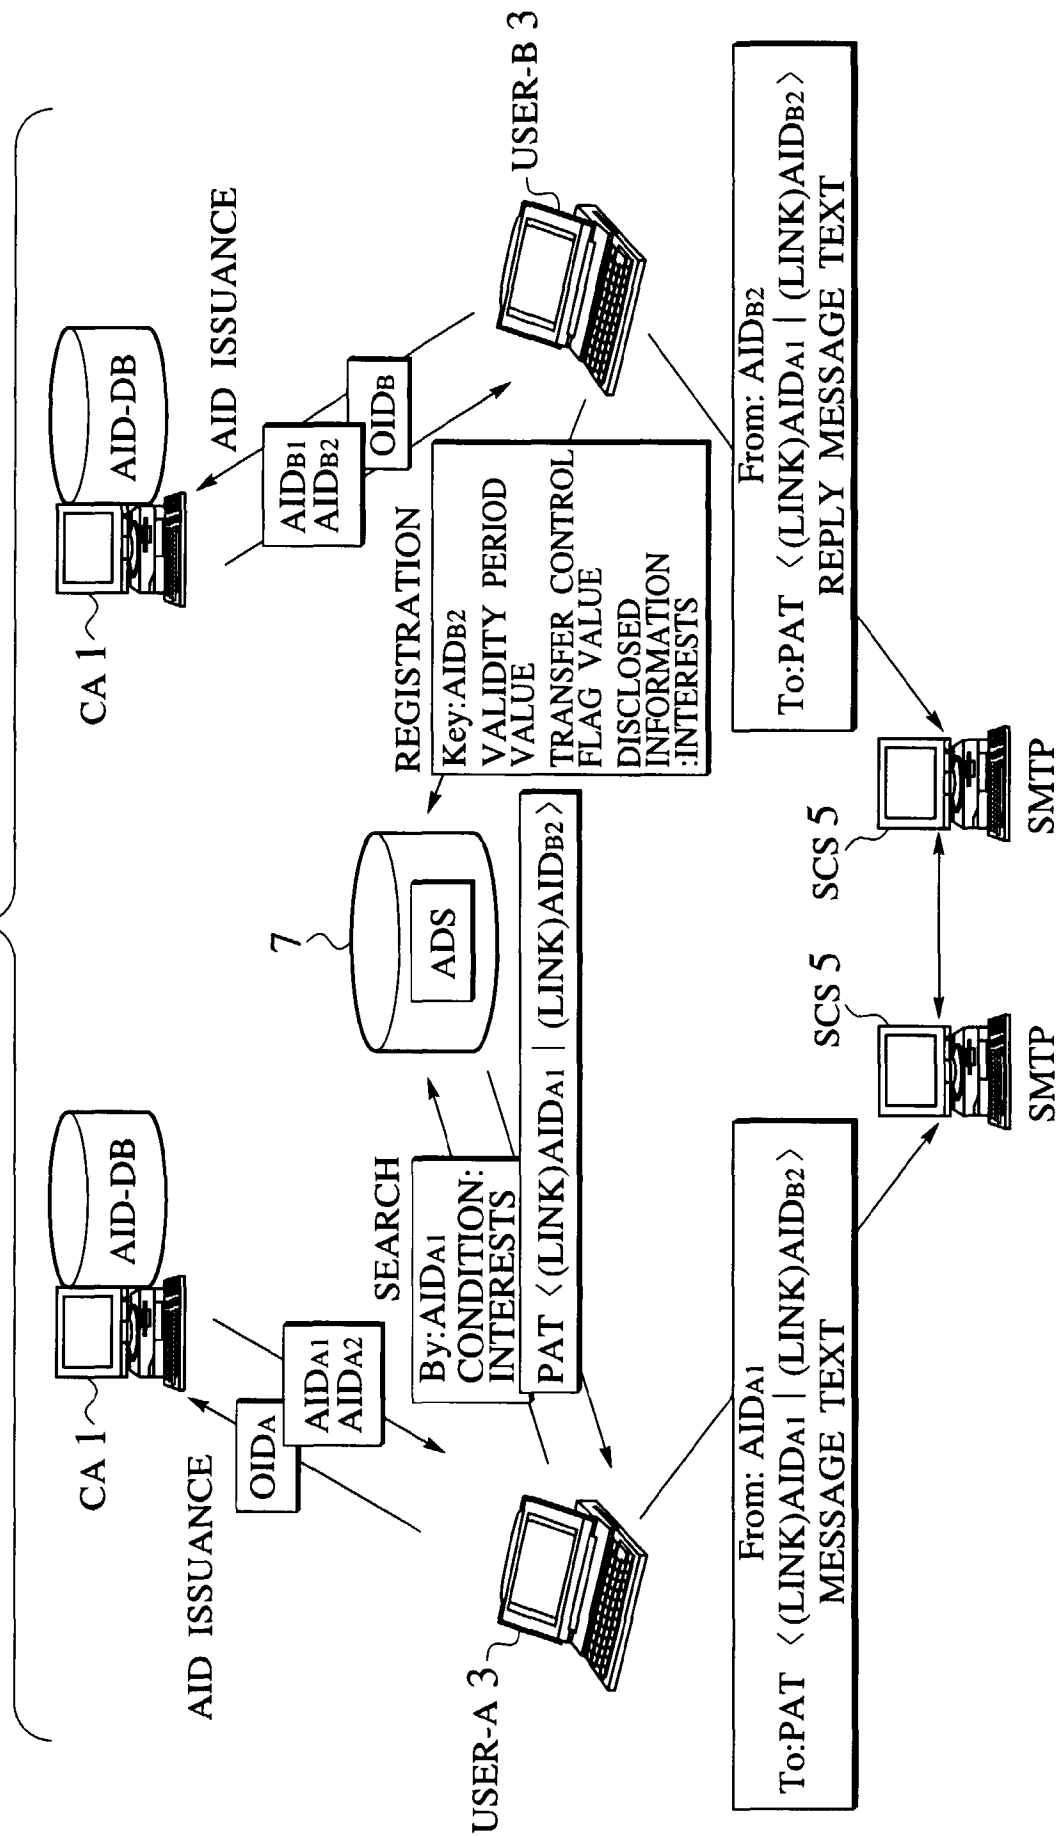 CA 1
AID-DB
CA 1
AID-DB
AID ISSUANCE
OIDA
AIDA1
AIDA2
AID ISSUANCE
AIDB1
AIDB2
OIDB
7
ADS
SEARCH
By:AIDA1
CONDITION:
INTERESTS
PAT <(LINK)AIDA1 | (LINK)AIDB2>
REGISTRATION
Key:AIDB2
VALIDITY PERIOD
VALUE
TRANSFER CONTROL
FLAG VALUE
DISCLOSED
INFORMATION
:INTERESTS
USER-A 3
USER-B 3
From: AIDA1
To:PAT <(LINK)AIDA1 | (LINK)AIDB2>
MESSAGE TEXT
From: AIDB2
To:PAT <(LINK)AIDA1 | (LINK)AIDB2>
REPLY MESSAGE TEXT
SCS 5
SCS 5
SMTP
SMTP